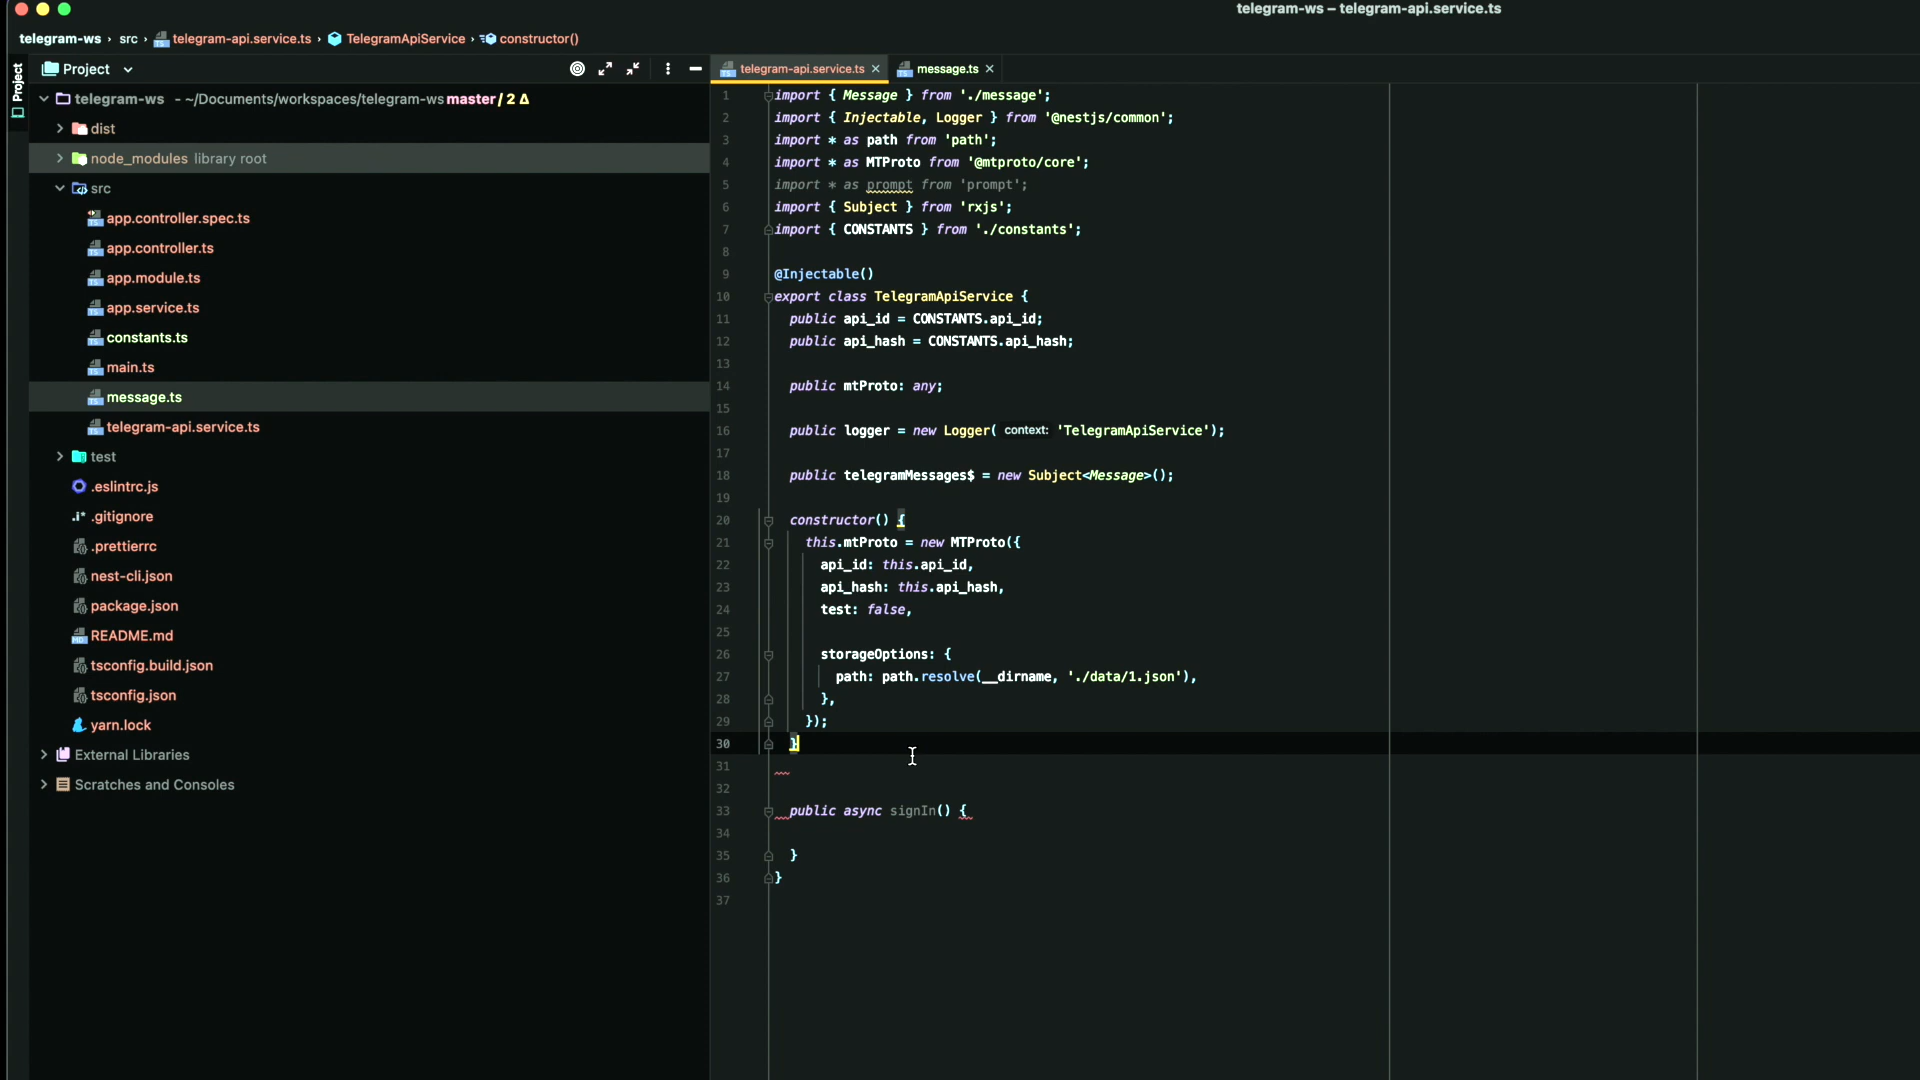 telegram-ws – telegram-api.service.ts
telegram-ws › src › telegram-api.service.ts › TelegramApiService › constructor()
Project
Project
telegram-ws - ~/Documents/workspaces/telegram-ws master / 2 Δ
dist
node_modules library root
src
app.controller.spec.ts
app.controller.ts
app.module.ts
app.service.ts
constants.ts
main.ts
message.ts
telegram-api.service.ts
test
.eslintrc.js
.gitignore
.prettierrc
nest-cli.json
package.json
README.md
tsconfig.build.json
tsconfig.json
yarn.lock
External Libraries
Scratches and Consoles
telegram-api.service.ts message.ts
1 import { Message } from './message';
2 import { Injectable, Logger } from '@nestjs/common';
3 import * as path from 'path';
4 import * as MTProto from '@mtproto/core';
5 import * as prompt from 'prompt';
6 import { Subject } from 'rxjs';
7 import { CONSTANTS } from './constants';
8
9 @Injectable()
10 export class TelegramApiService {
11 public api_id = CONSTANTS.api_id;
12 public api_hash = CONSTANTS.api_hash;
13
14 public mtProto: any;
15
16 public logger = new Logger( context: 'TelegramApiService');
17
18 public telegramMessages$ = new Subject<Message>();
19
20 constructor() {
21 this.mtProto = new MTProto({
22 api_id: this.api_id,
23 api_hash: this.api_hash,
24 test: false,
25
26 storageOptions: {
27 path: path.resolve(__dirname, './data/1.json'),
28 },
29 });
30 }
31
32
33 public async signIn() {
34
35 }
36 }
37